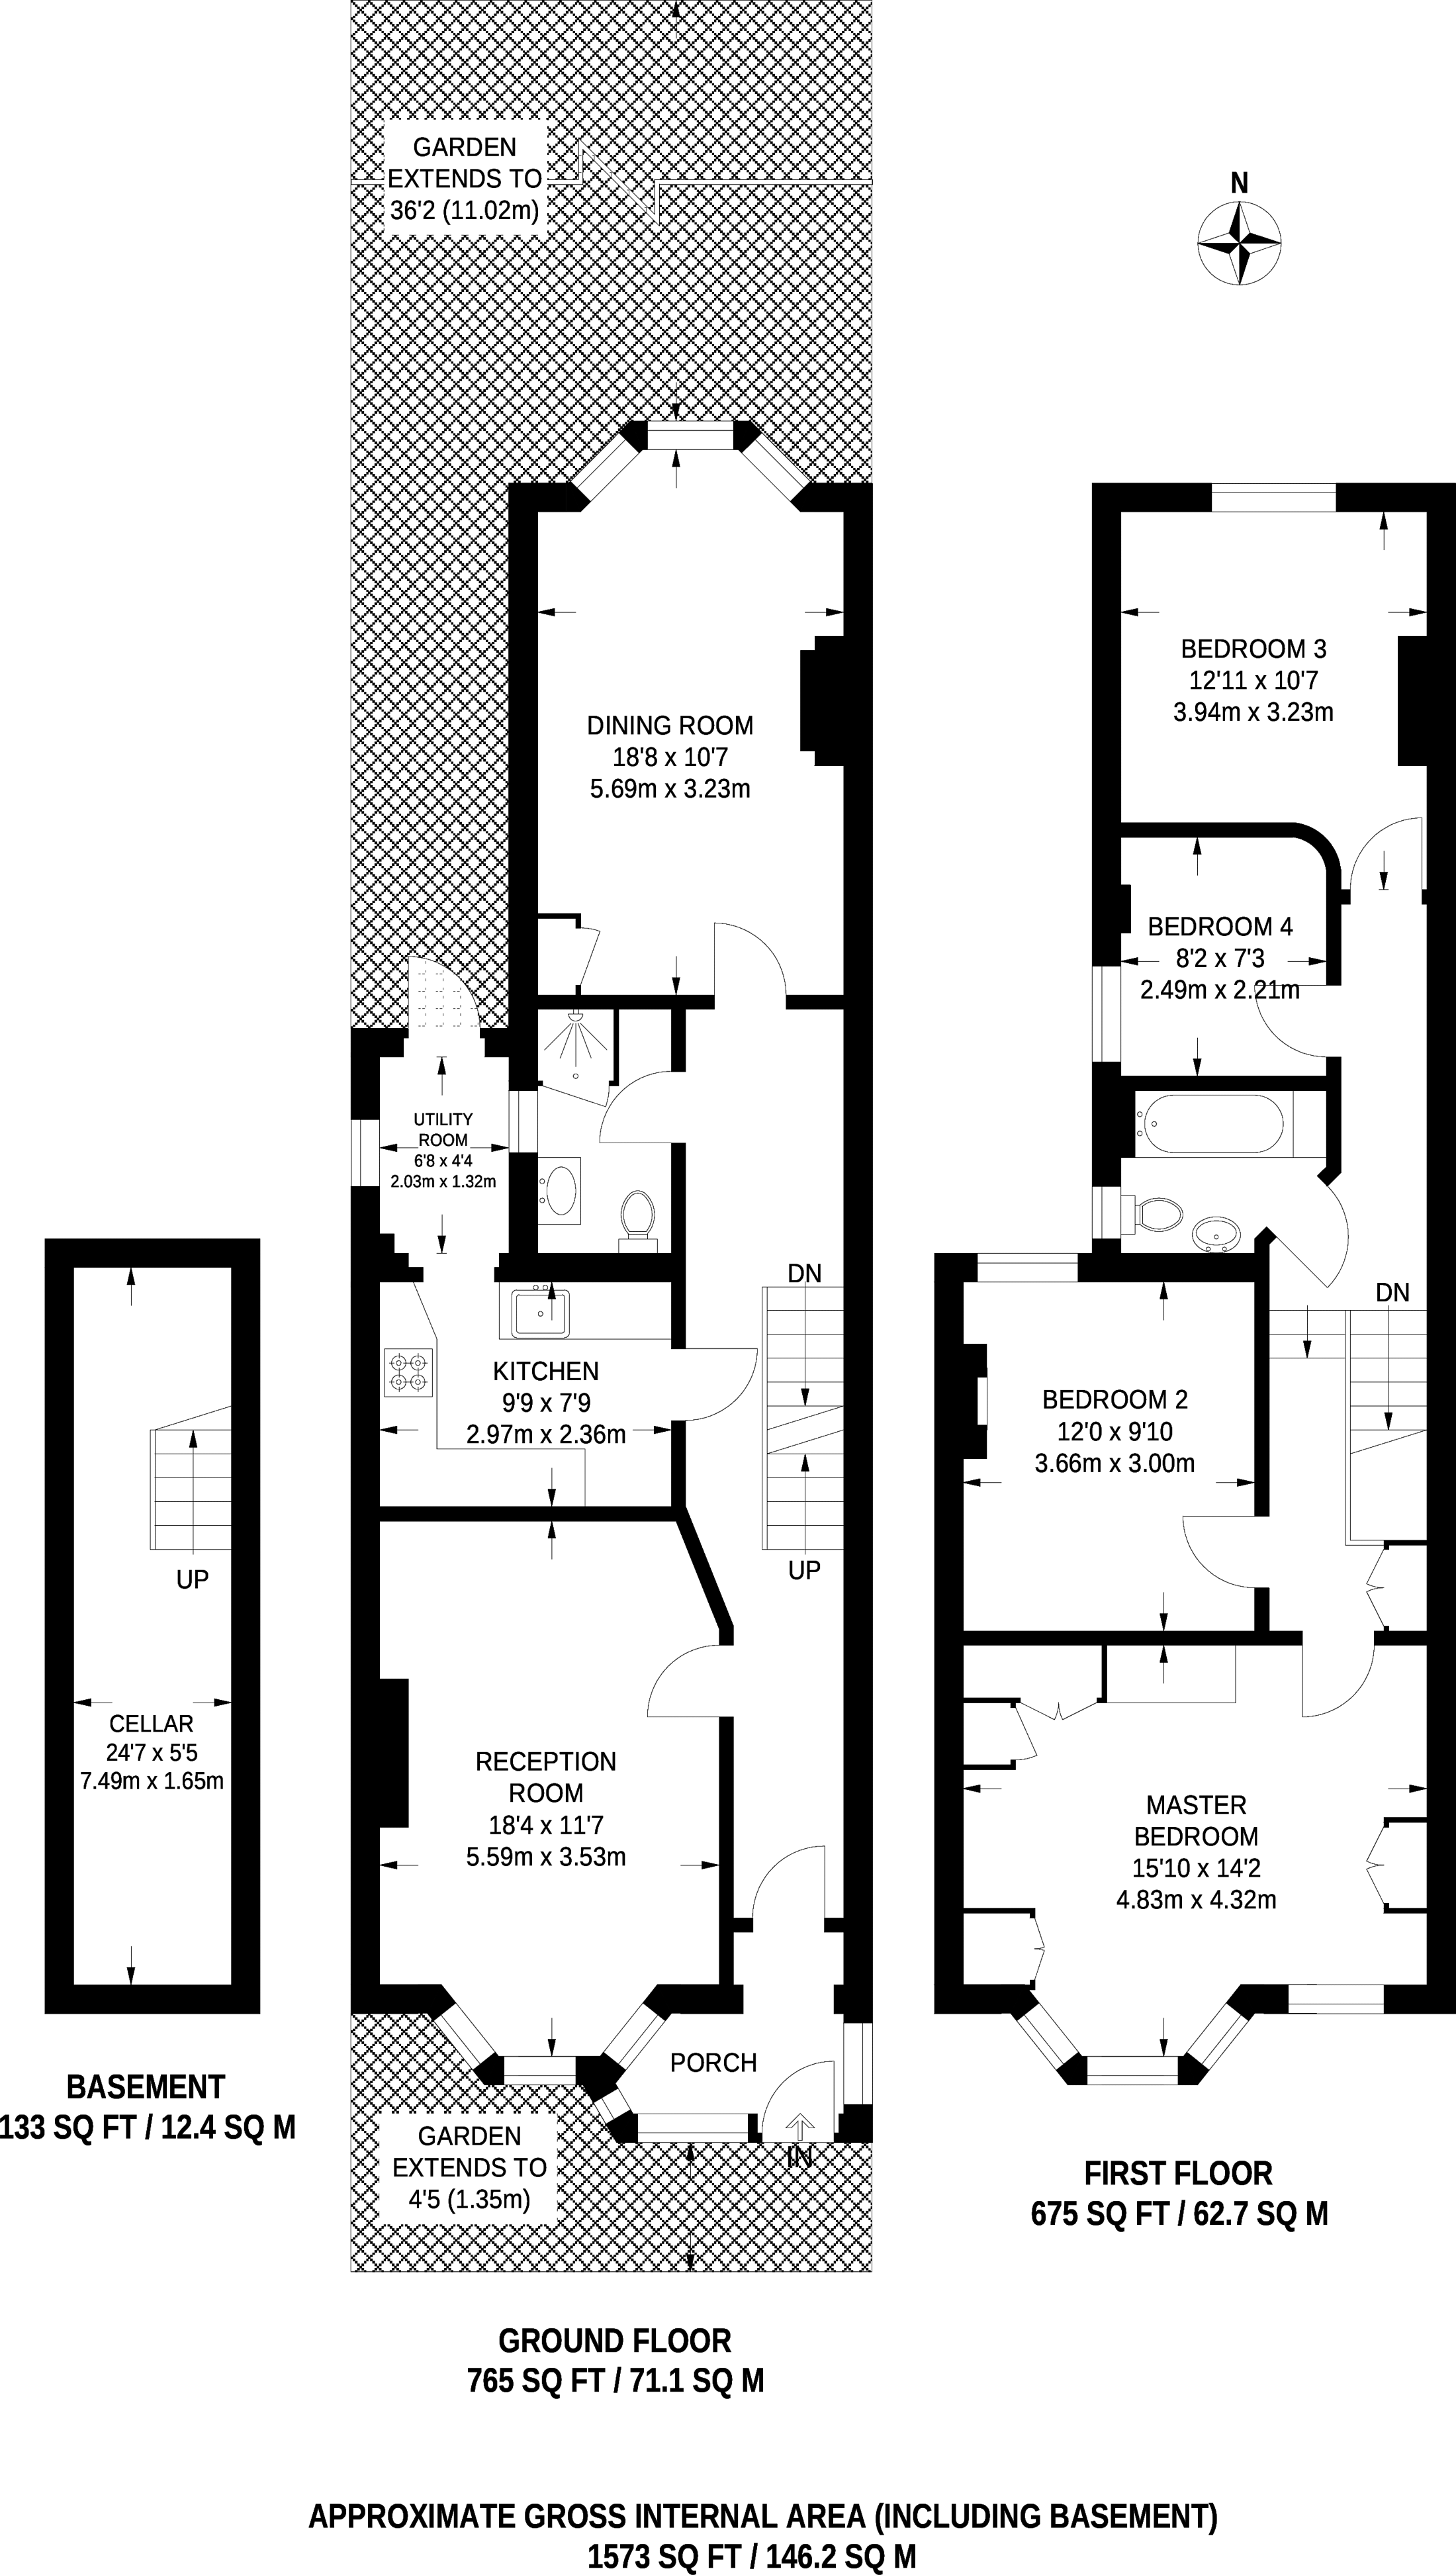 GARDEN
EXTENDS TO
36'2 (11.02m)
N
DINING ROOM
18'8 x 10'7
5.69m x 3.23m
BEDROOM 3
12'11 x 10'7
3.94m x 3.23m
BEDROOM 4
8'2 x 7'3
2.49m x 2.21m
UTILITY
ROOM
6'8 x 4'4
2.03m x 1.32m
DN
DN
KITCHEN
9'9 x 7'9
2.97m x 2.36m
BEDROOM 2
12'0 x 9'10
3.66m x 3.00m
UP
UP
CELLAR
24'7 x 5'5
7.49m x 1.65m
RECEPTION
ROOM
18'4 x 11'7
5.59m x 3.53m
MASTER
BEDROOM
15'10 x 14'2
4.83m x 4.32m
PORCH
IN
GARDEN
EXTENDS TO
4'5 (1.35m)
BASEMENT
133 SQ FT / 12.4 SQ M
FIRST FLOOR
675 SQ FT / 62.7 SQ M
GROUND FLOOR
765 SQ FT / 71.1 SQ M
APPROXIMATE GROSS INTERNAL AREA (INCLUDING BASEMENT)
1573 SQ FT / 146.2 SQ M